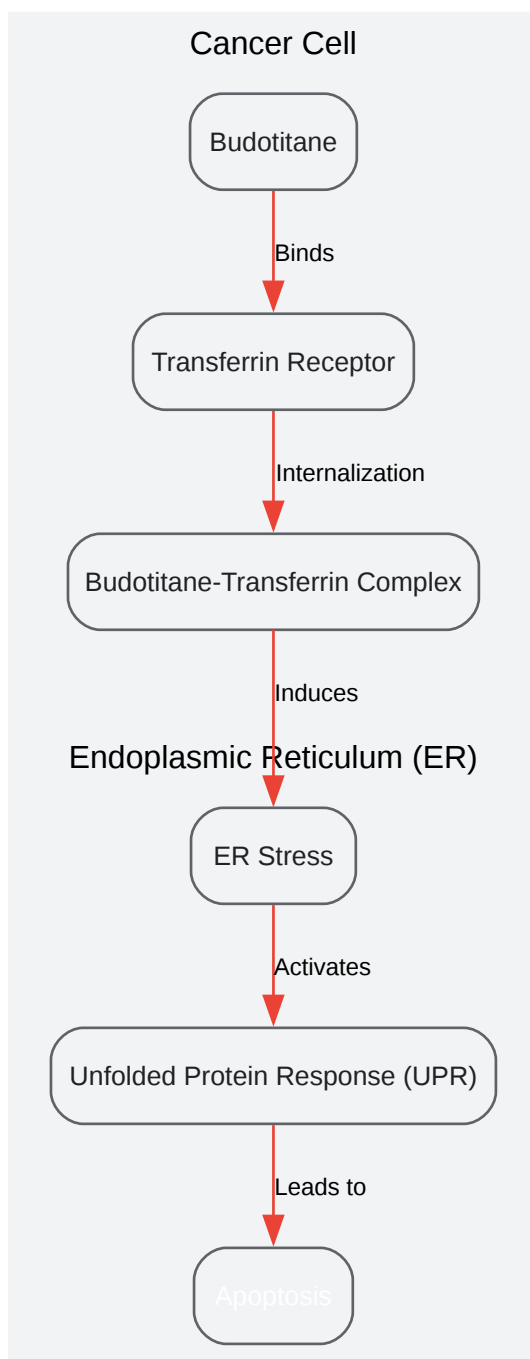 Cancer Cell
Budotitane
Binds
Transferrin Receptor
Internalization
Budotitane-Transferrin Complex
Induces
Endoplasmic Reticulum (ER)
ER Stress
Activates
Unfolded Protein Response (UPR)
Leads to
Apoptosis